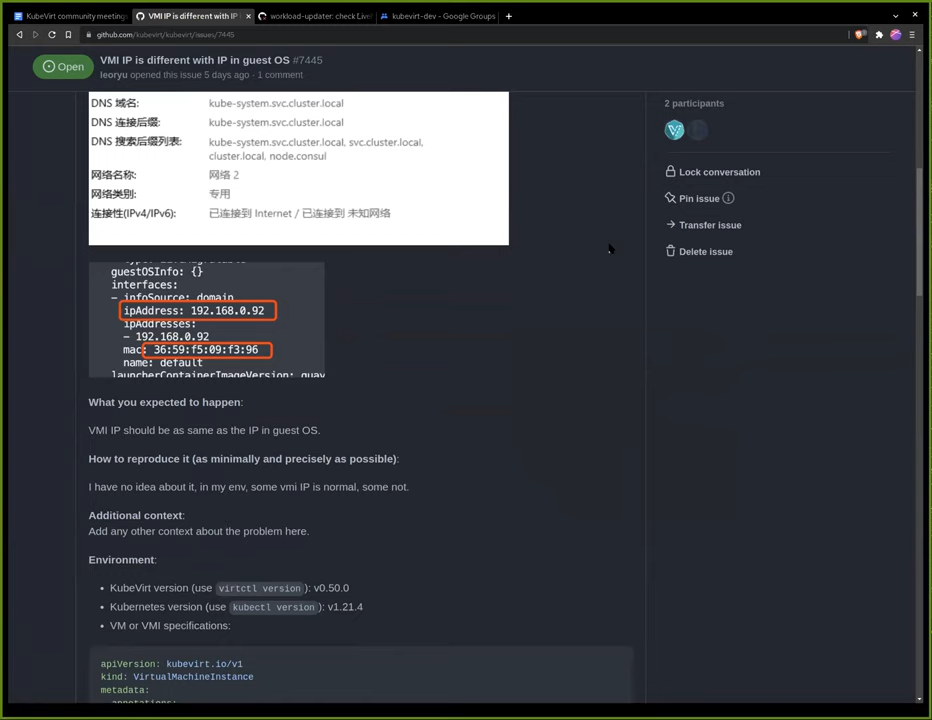 KubeVirt community meeting
VMI IP is different with IP
workload-updater: check Live
kubevirt-dev - Google Groups
github.com/kubevirt/kubevirt/issues/7445
Open
VMI IP is different with IP in guest OS #7445
leoryu opened this issue 5 days ago · 1 comment
DNS 域名: kube-system.svc.cluster.local
DNS 连接后缀: kube-system.svc.cluster.local
DNS 搜索后缀列表: kube-system.svc.cluster.local, svc.cluster.local,
cluster.local, node.consul
网络名称: 网络 2
网络类别: 专用
连接性(IPv4/IPv6): 已连接到 Internet / 已连接到 未知网络
guestOSInfo: {}
interfaces:
- infoSource: domain
ipAddress: 192.168.0.92
ipAddresses:
- 192.168.0.92
mac: 36:59:f5:09:f3:96
name: default
launcherContainerImageVersion: quay
What you expected to happen:
VMI IP should be as same as the IP in guest OS.
How to reproduce it (as minimally and precisely as possible):
I have no idea about it, in my env, some vmi IP is normal, some not.
Additional context:
Add any other context about the problem here.
Environment:
• KubeVirt version (use virtctl version ): v0.50.0
• Kubernetes version (use kubectl version ): v1.21.4
• VM or VMI specifications:
apiVersion: kubevirt.io/v1
kind: VirtualMachineInstance
metadata:
annotations:
2 participants
Lock conversation
Pin issue
Transfer issue
Delete issue